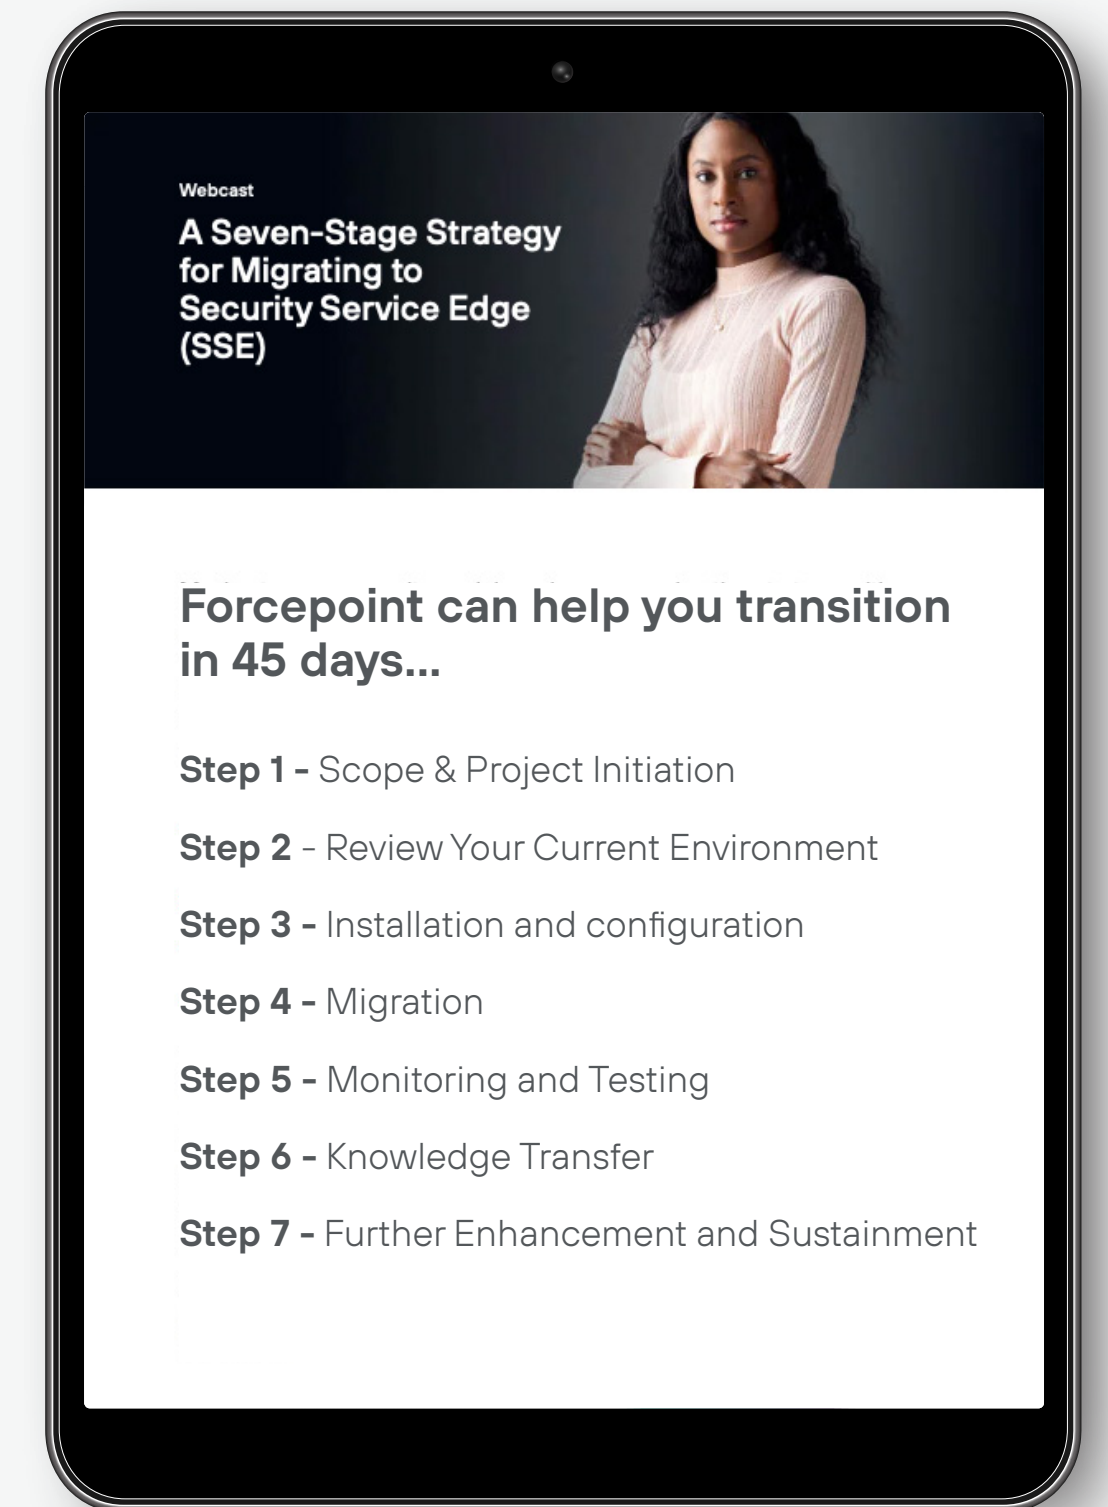 Webcast
A Seven-Stage Strategy
for Migrating to
Security Service Edge
(SSE)
Forcepoint can help you transition
in 45 days...
Step 1 - Scope & Project Initiation
Step 2 - Review Your Current Environment
Step 3 - Installation and configuration
Step 4 - Migration
Step 5 - Monitoring and Testing
Step 6 - Knowledge Transfer
Step 7 - Further Enhancement and Sustainment